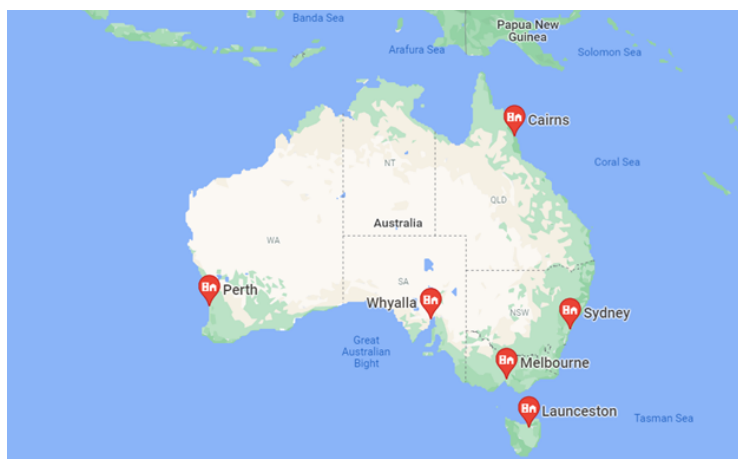 Banda Sea
Papua New
Guinea
Arafura Sea
Solomon Sea
Cairns
NT
Coral Sea
QLD
Australia
WA
SA
Perth
Whyalla
NSW
Sydney
Great
Australian
Bight
Melbourne
Launceston
Tasman Sea